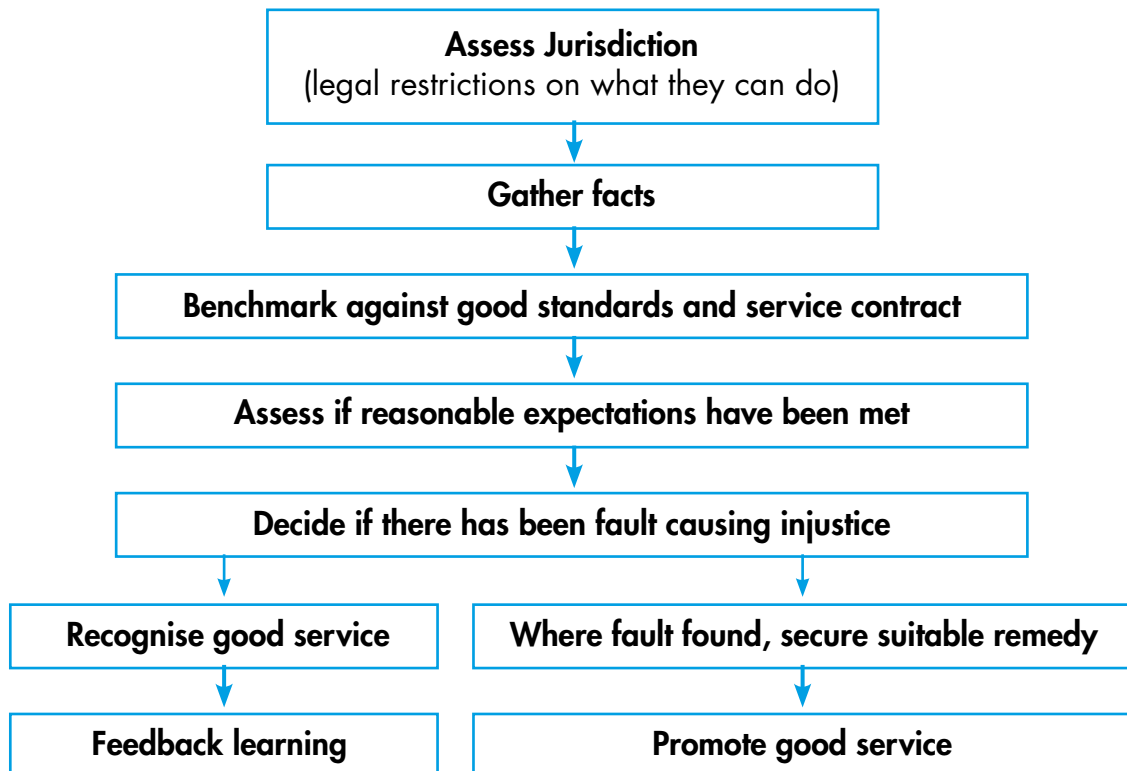 Assess Jurisdiction
(legal restrictions on what they can do)
Gather facts
Benchmark against good standards and service contract
Assess if reasonable expectations have been met
Decide if there has been fault causing injustice
Recognise good service
Where fault found, secure suitable remedy
Feedback learning
Promote good service